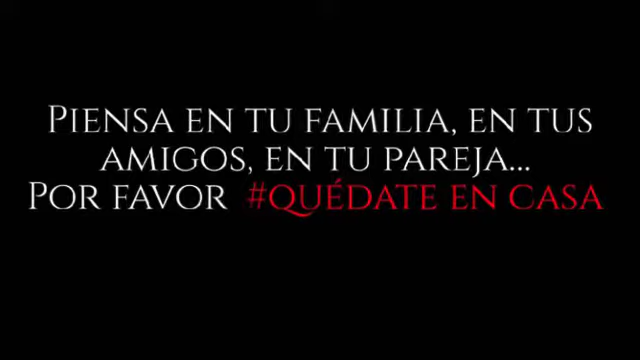 Piensa en tu familia, en tus
amigos, en tu pareja...
Por favor #quédate en casa